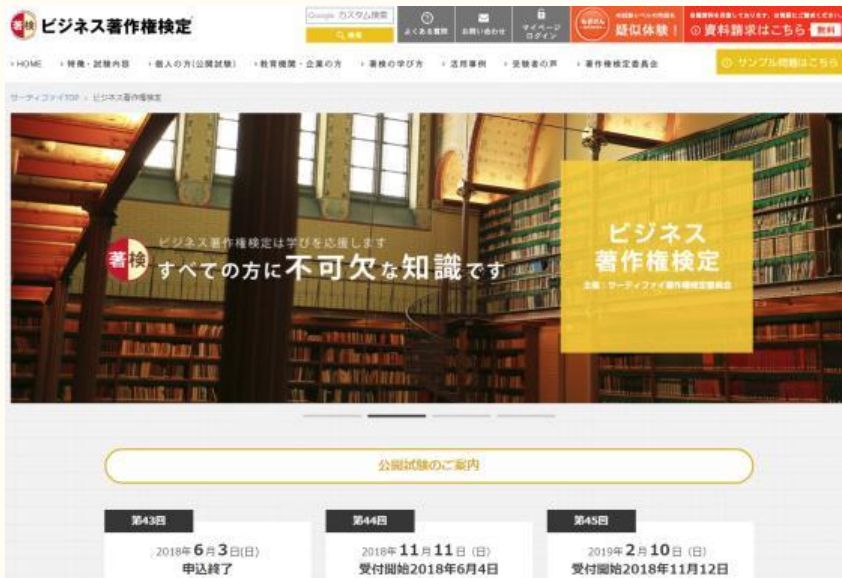 著検 ビジネス著作権検定
Google カスタム検索
検索
よくある質問
お問い合わせ
マイページ
ログイン
疑似体験！
資料請求はこちら 無料
HOME 特徴・試験内容 個人の方(公開試験) 教育機関・企業の方 著検の学び方 活用事例 受験者の声 著作権検定委員会
サンプル問題はこちら
サーティファイTOP ビジネス著作権検定
著検
ビジネス著作権検定は学びを応援します
すべての方に不可欠な知識です
ビジネス
著作権検定
主催：サーティファイ著作権検定委員会
公開試験のご案内
第43回
2018年6月3日(日)
申込終了
第44回
2018年11月11日（日）
受付開始2018年6月4日
第45回
2019年2月10日（日）
受付開始2018年11月12日